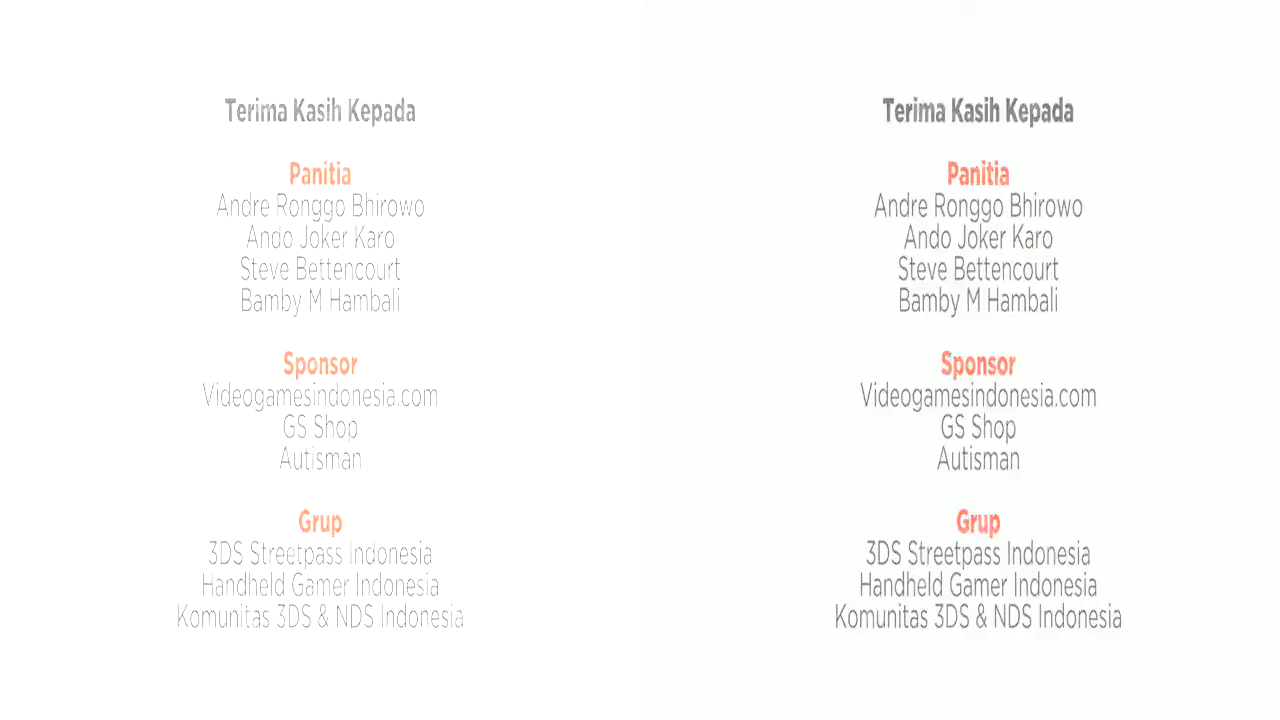 Terima Kasih Kepada
Panitia
Andre Ronggo Bhirowo
Ando Joker Karo
Steve Bettencourt
Bamby M Hambali
Sponsor
Videogamesindonesia.com
GS Shop
Autisman
Grup
3DS Streetpass Indonesia
Handheld Gamer Indonesia
Komunitas 3DS & NDS Indonesia
Terima Kasih Kepada
Panitia
Andre Ronggo Bhirowo
Ando Joker Karo
Steve Bettencourt
Bamby M Hambali
Sponsor
Videogamesindonesia.com
GS Shop
Autisman
Grup
3DS Streetpass Indonesia
Handheld Gamer Indonesia
Komunitas 3DS & NDS Indonesia